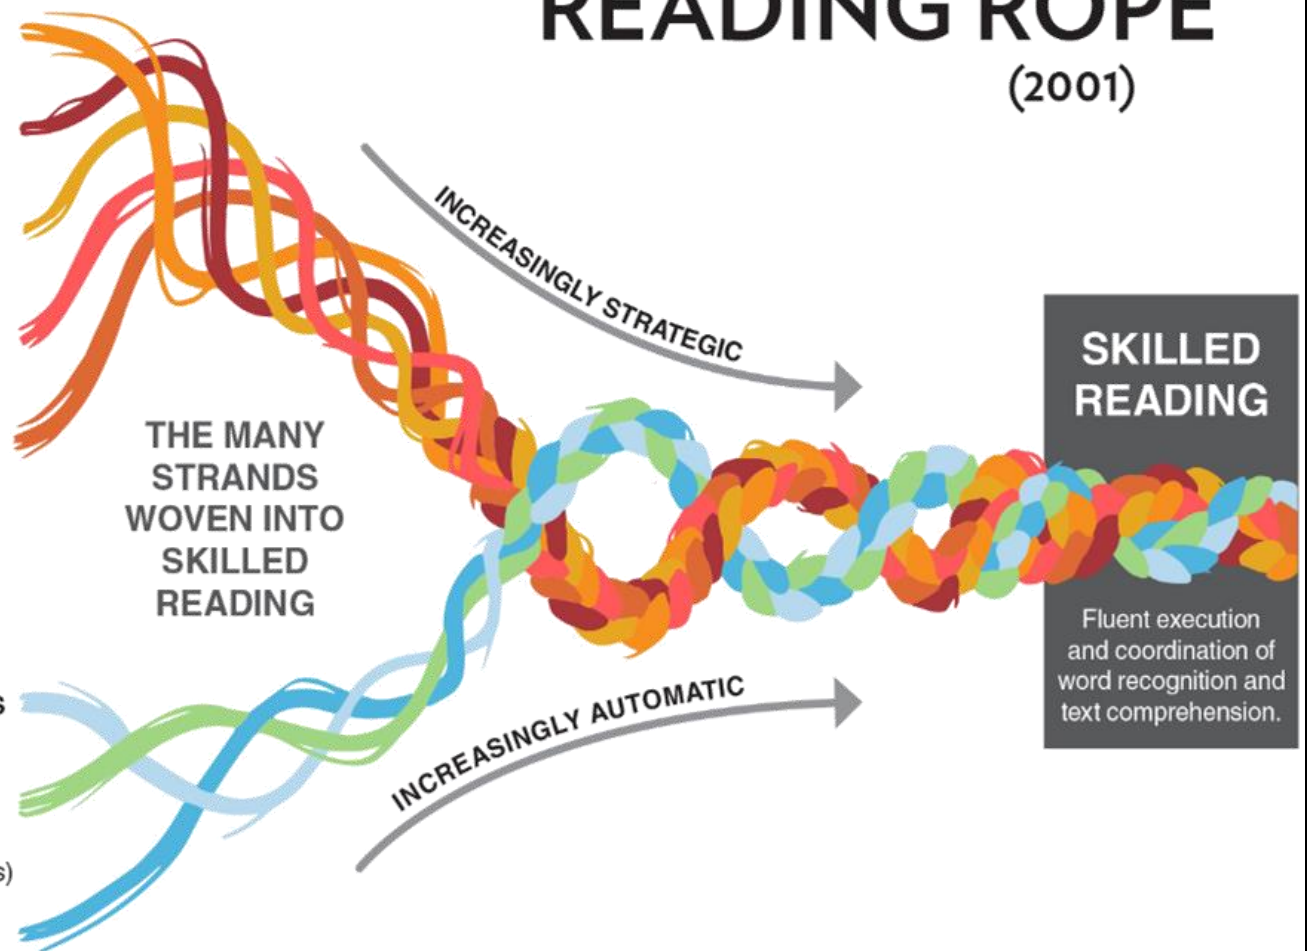 READING ROPE
(2001)
INCREASINGLY STRATEGIC
SKILLED
READING
THE MANY
STRANDS
WOVEN INTO
SKILLED
READING
Fluent execution
and coordination of
word recognition and
text comprehension.
INCREASINGLY AUTOMATIC
s
s)